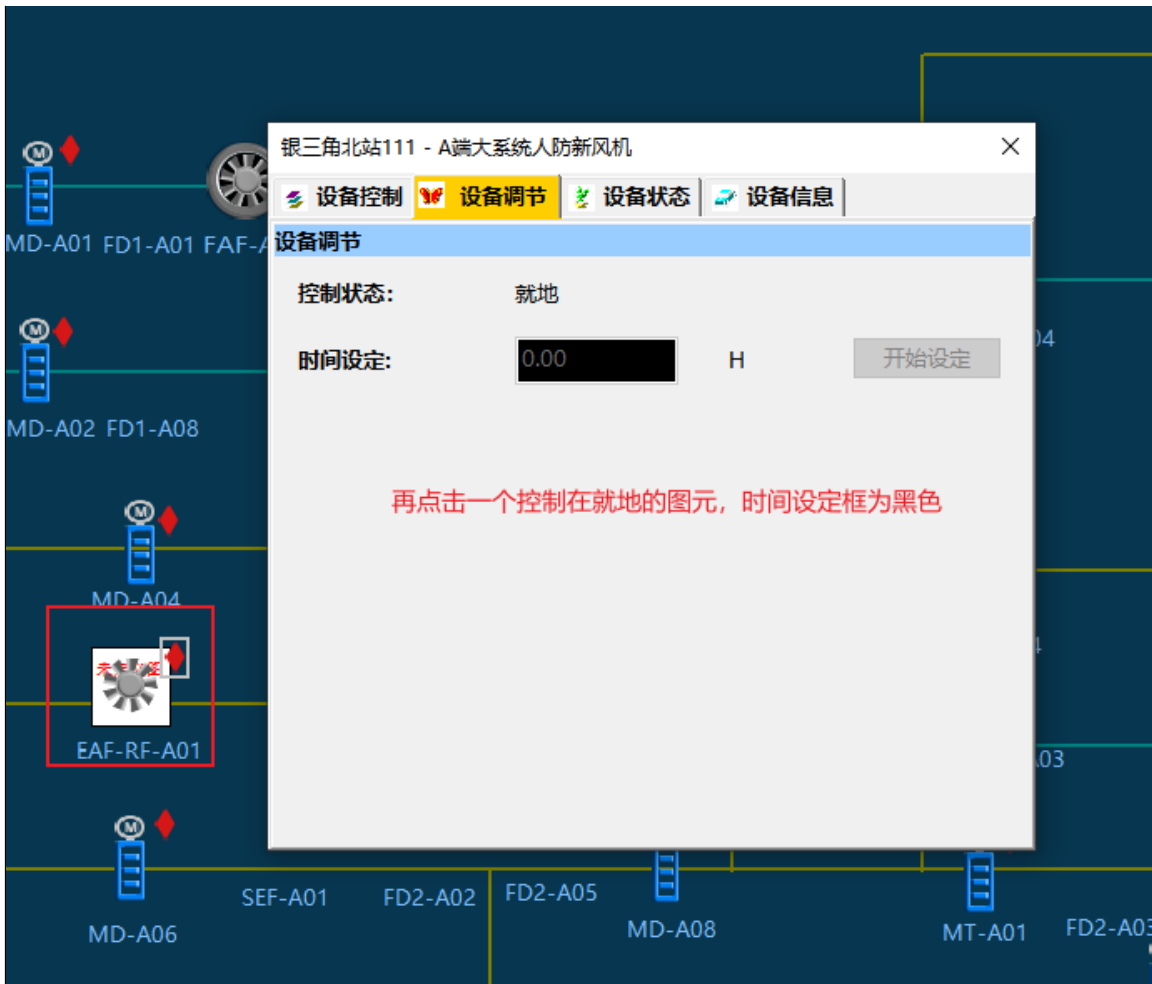 银三角北站111 - A端大系统人防新风机
设备控制 设备调节 设备状态 设备信息
MD-A01 FD1-A01 FAF-A
设备调节
控制状态: 就地
时间设定: 0.00 H 开始设定
04
MD-A02 FD1-A08
再点击一个控制在就地的图元，时间设定框为黑色
MD-A04
EAF-RF-A01
03
SEF-A01 FD2-A02 FD2-A05
MD-A06 MD-A08 MT-A01 FD2-A03